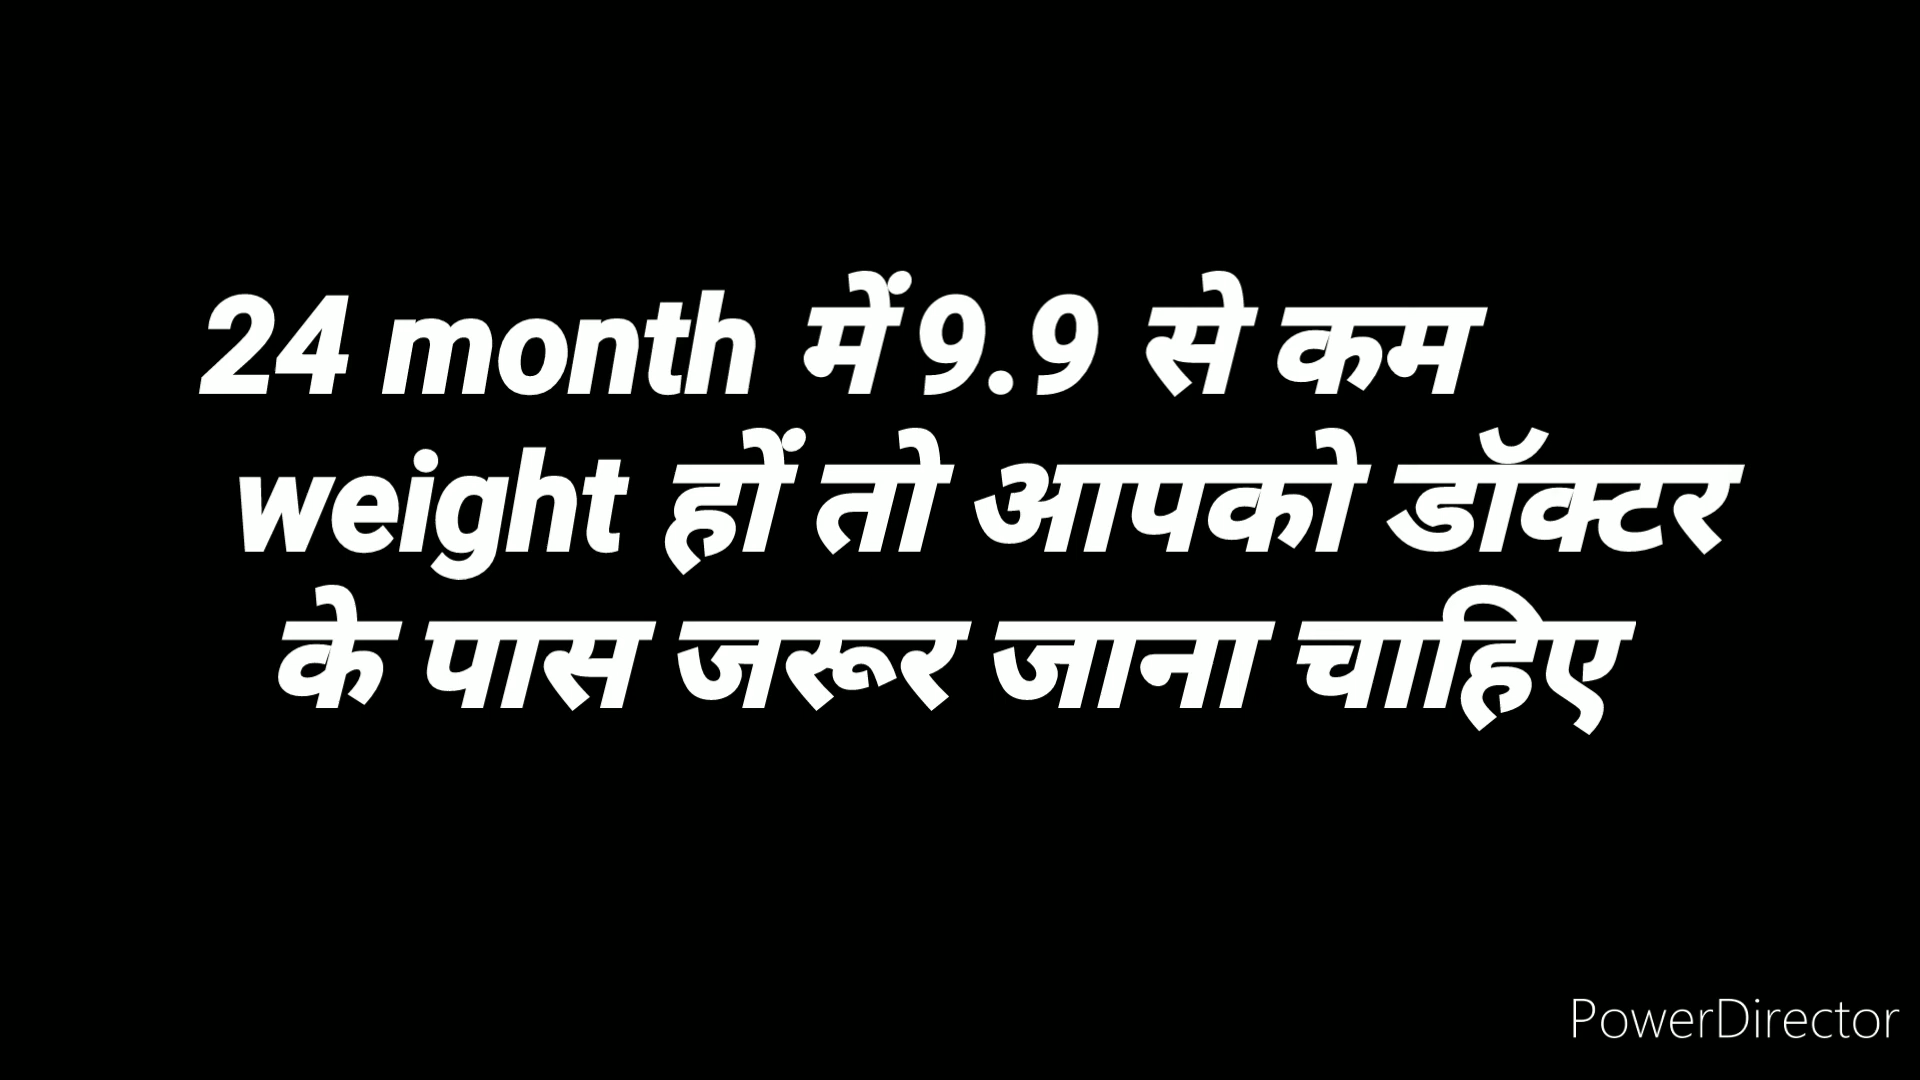 24 month में 9.9 से कम
weight हों तो आपको डॉक्टर
के पास जरूर जाना चाहिए
PowerDirector